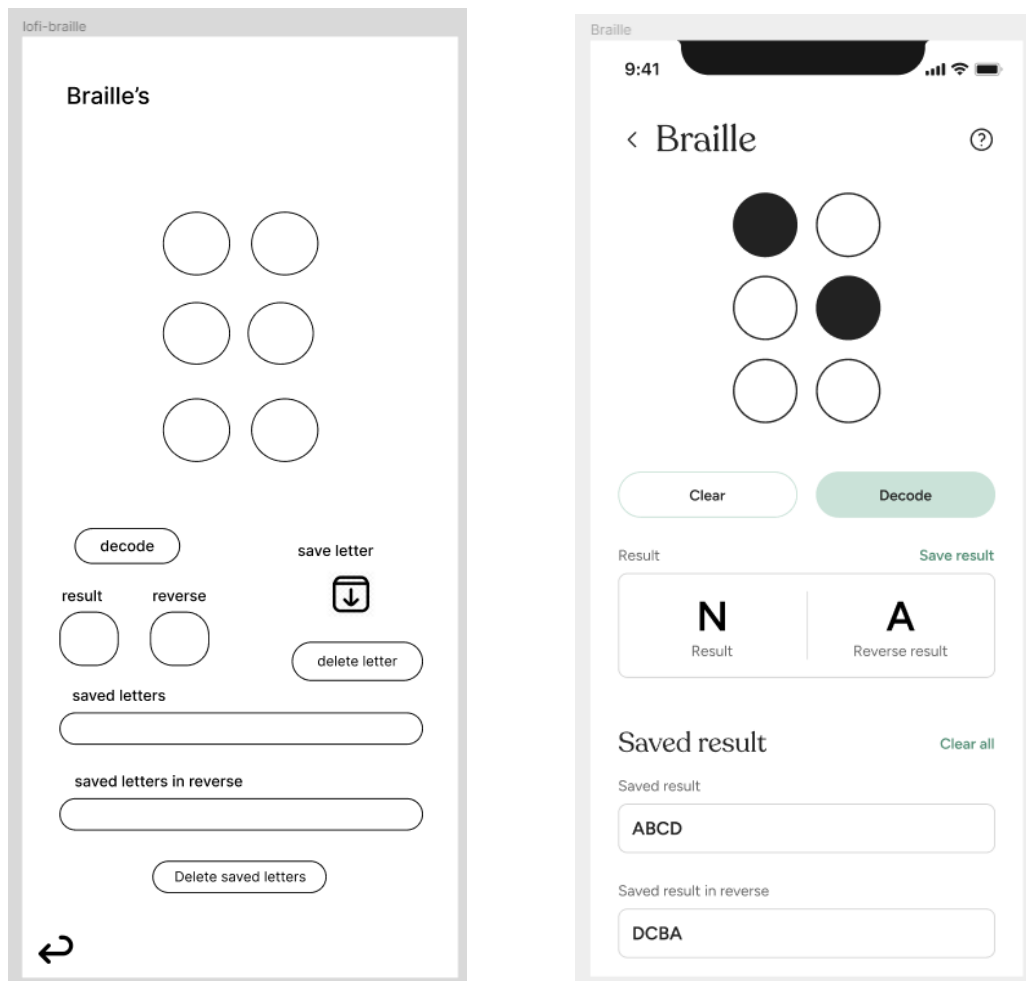 lofi-braille
Braille's
decode
save letter
result
reverse
delete letter
saved letters
saved letters in reverse
Delete saved letters
Braille
9:41
Braille
Clear
Decode
Result
Save result
N
A
Result
Reverse result
Saved result
Clear all
Saved result
ABCD
Saved result in reverse
DCBA